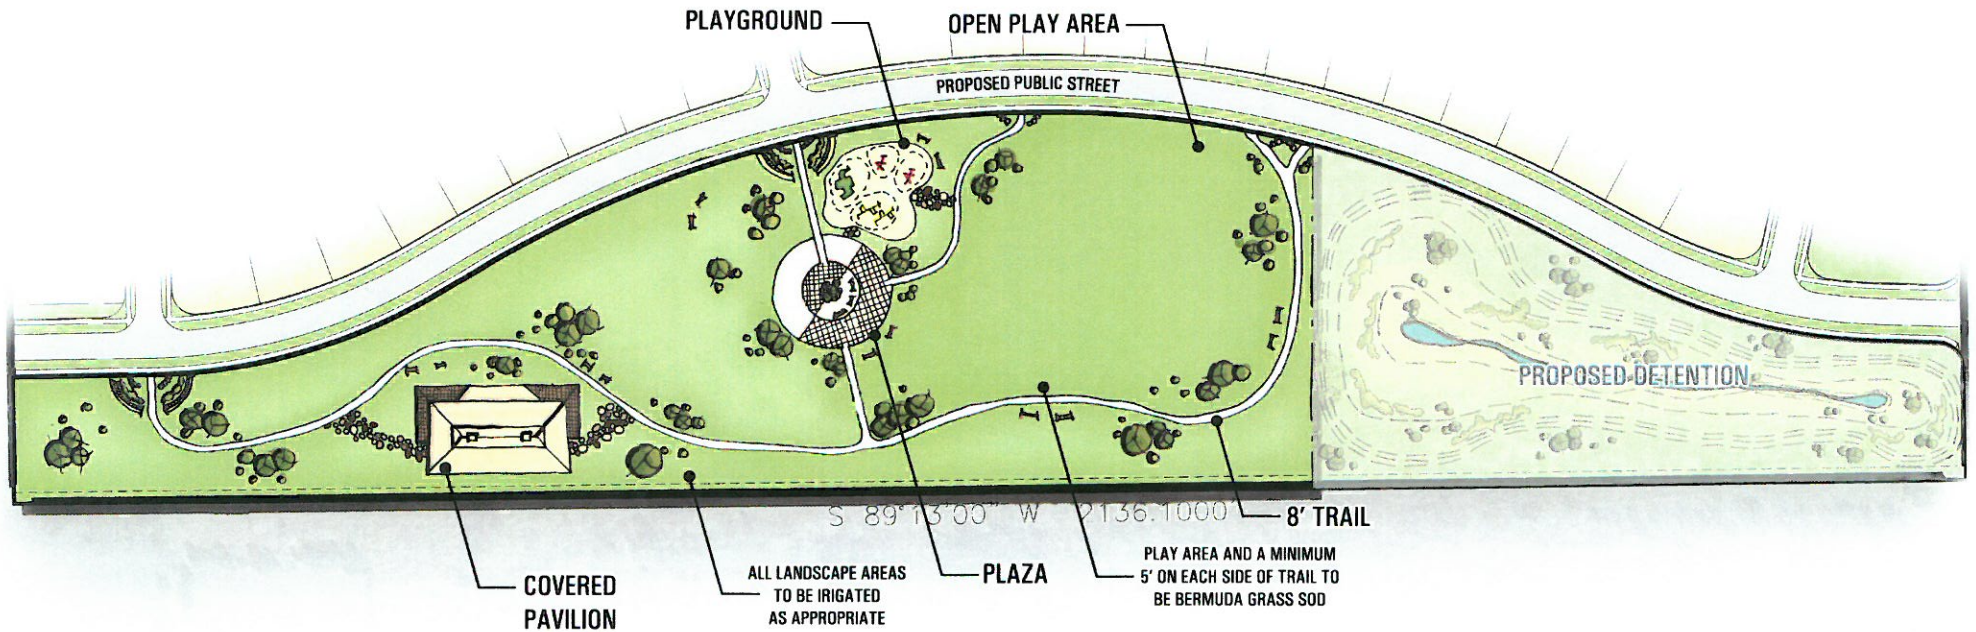 PLAYGROUND
OPEN PLAY AREA
PROPOSED PUBLIC STREET
PROPOSED DETENTION
S 89°13'00" W 2136.1000'
8' TRAIL
COVERED
PAVILION
ALL LANDSCAPE AREAS
TO BE IRIGATED
AS APPROPRIATE
PLAZA
PLAY AREA AND A MINIMUM
5' ON EACH SIDE OF TRAIL TO
BE BERMUDA GRASS SOD